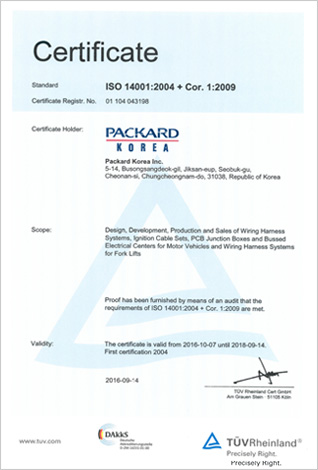 Certificate
Standard ISO 14001:2004 + Cor. 1:2009
Certificate Registr. No. 01 104 043198
Certificate Holder: PACKARD
KOREA
Packard Korea Inc.
5-14, Busongsangdeok-gil, Jiksan-eup, Seobuk-gu,
Cheonan-si, Chungcheongnam-do, 31038, Republic of Korea
Scope: Design, Development, Production and Sales of Wiring Harness
Systems, Ignition Cable Sets, PCB Junction Boxes and Bussed
Electrical Centers for Motor Vehicles and Wiring Harness Systems
for Fork Lifts
Proof has been furnished by means of an audit that the
requirements of ISO 14001:2004 + Cor. 1:2009 are met.
Validity: The certificate is valid from 2016-10-07 until 2018-09-14.
First certification 2004
2016-09-14
TÜV Rheinland Cert GmbH
Am Grauen Stein · 51105 Köln
www.tuv.com
DAkkS
Deutsche
Akkreditierungsstelle
TÜVRheinland®
Precisely Right.
Precisely Right.